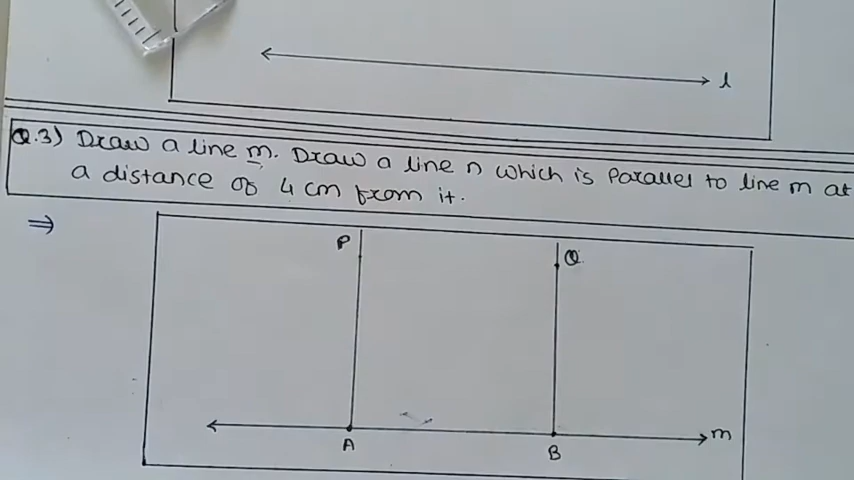 l
Q.3) Draw a line m. Draw a line n which is parallel to line m at
a distance of 4 cm from it.
⇒
P
Q
m
A
B